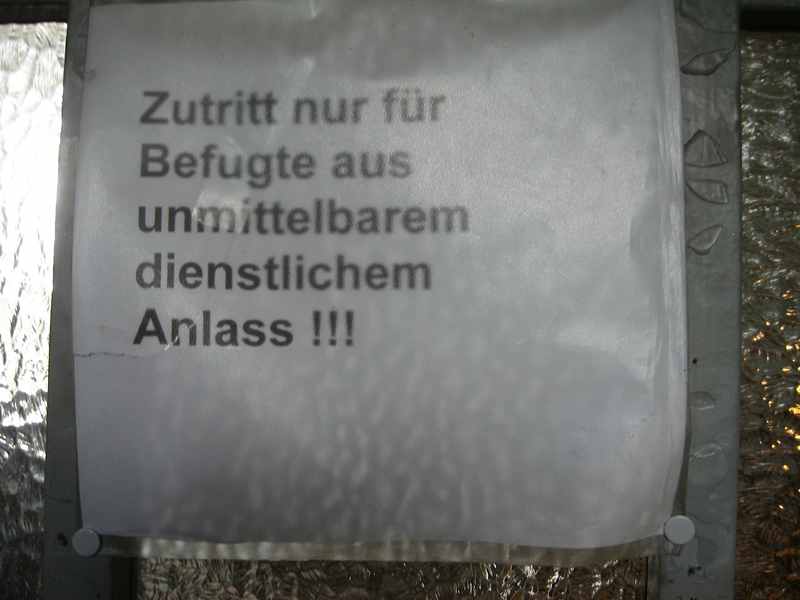 Zutritt nur für
Befugte aus
unmittelbarem
dienstlichem
Anlass !!!